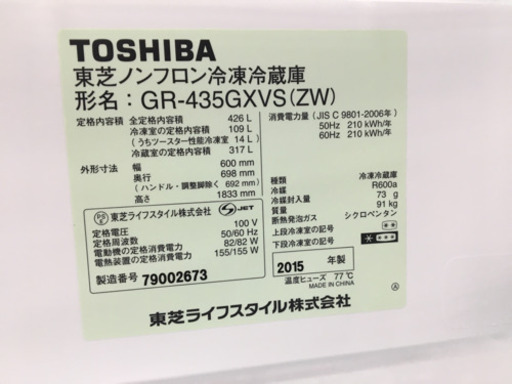 TOSHIBA
東芝ノンフロン冷凍冷蔵庫
形名：GR-435GXVS(ZW)
定格内容積 全定格内容積 426 L
冷凍室の定格内容積 109 L
(うちツースター性能冷凍室 14 L)
冷蔵室の定格内容積 317 L
外形寸法 幅 600 mm
奥行 698 mm
(ハンドル・調整脚除く 692 mm)
高さ 1833 mm
東芝ライフスタイル株式会社 JET
定格電圧 100 V
定格周波数 50/60 Hz
電動機の定格消費電力 82/82 W
電熱装置の定格消費電力 155/155 W
製造番号 79002673
消費電力量 (JIS C 9801-2006年)
50Hz 210 kWh/年
60Hz 210 kWh/年
種類 冷凍冷蔵庫
冷媒 R600a
冷媒封入量 73 g
質量 91 kg
断熱発泡ガス シクロペンタン
上段冷凍室の記号
下段冷凍室の記号
2015 年製
温度ヒューズ 77℃
MADE IN CHINA
東芝ライフスタイル株式会社
Ⓐ